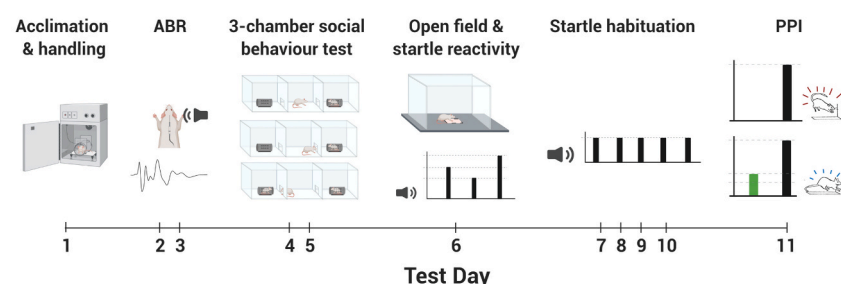 Acclimation
& handling
ABR
3-chamber social
behaviour test
Open field &
startle reactivity
Startle habituation
PPI
1 2 3 4 5 6 7 8 9 10 11
Test Day